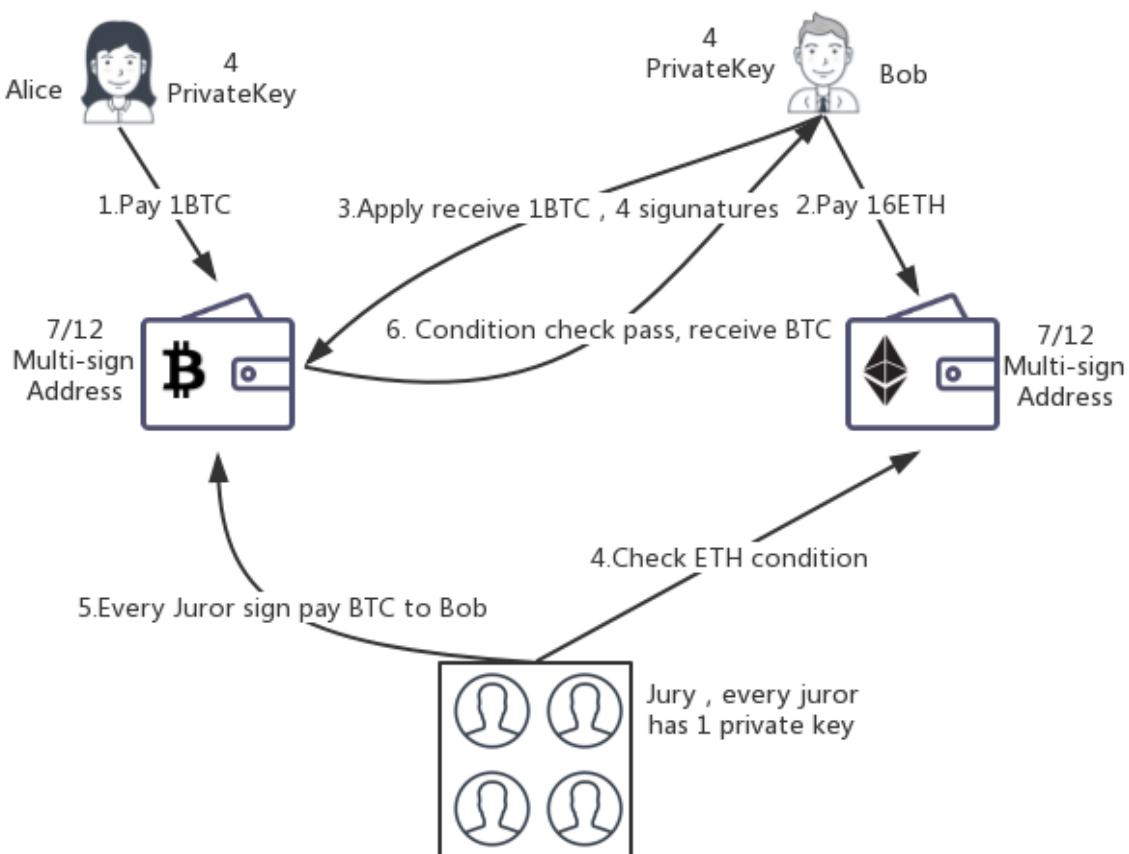 Alice
4
PrivateKey
4
PrivateKey
Bob
1.Pay 1BTC
3.Apply receive 1BTC , 4 sigunatures
2.Pay 16ETH
7/12
Multi-sign
Address
6. Condition check pass, receive BTC
7/12
Multi-sign
Address
4.Check ETH condition
5.Every Juror sign pay BTC to Bob
Jury , every juror
has 1 private key